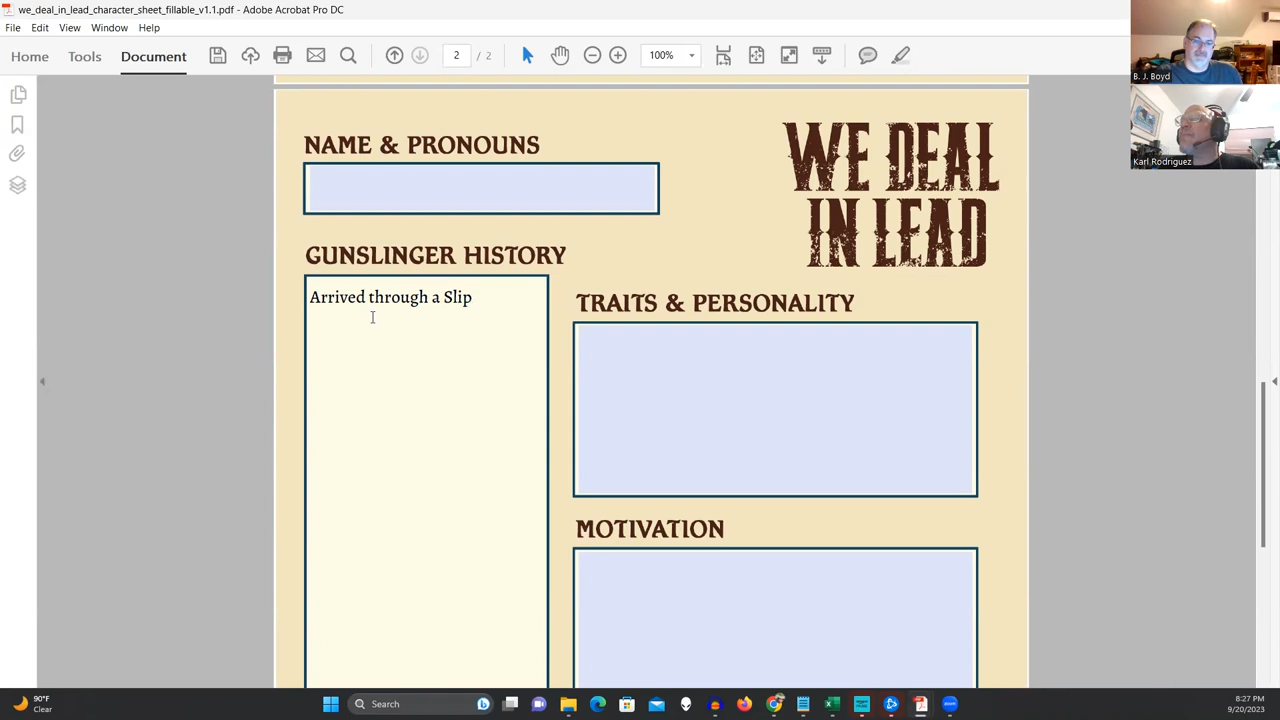 we_deal_in_lead_character_sheet_fillable_v1.1.pdf - Adobe Acrobat Pro DC
File Edit View Window Help
Home Tools Document 2 / 2 100%
B. J. Boyd
Karl Rodriguez
NAME & PRONOUNS
WE DEAL
IN LEAD
GUNSLINGER HISTORY
Arrived through a Slip
TRAITS & PERSONALITY
MOTIVATION
90°F
Clear
Search
8:27 PM
9/20/2023